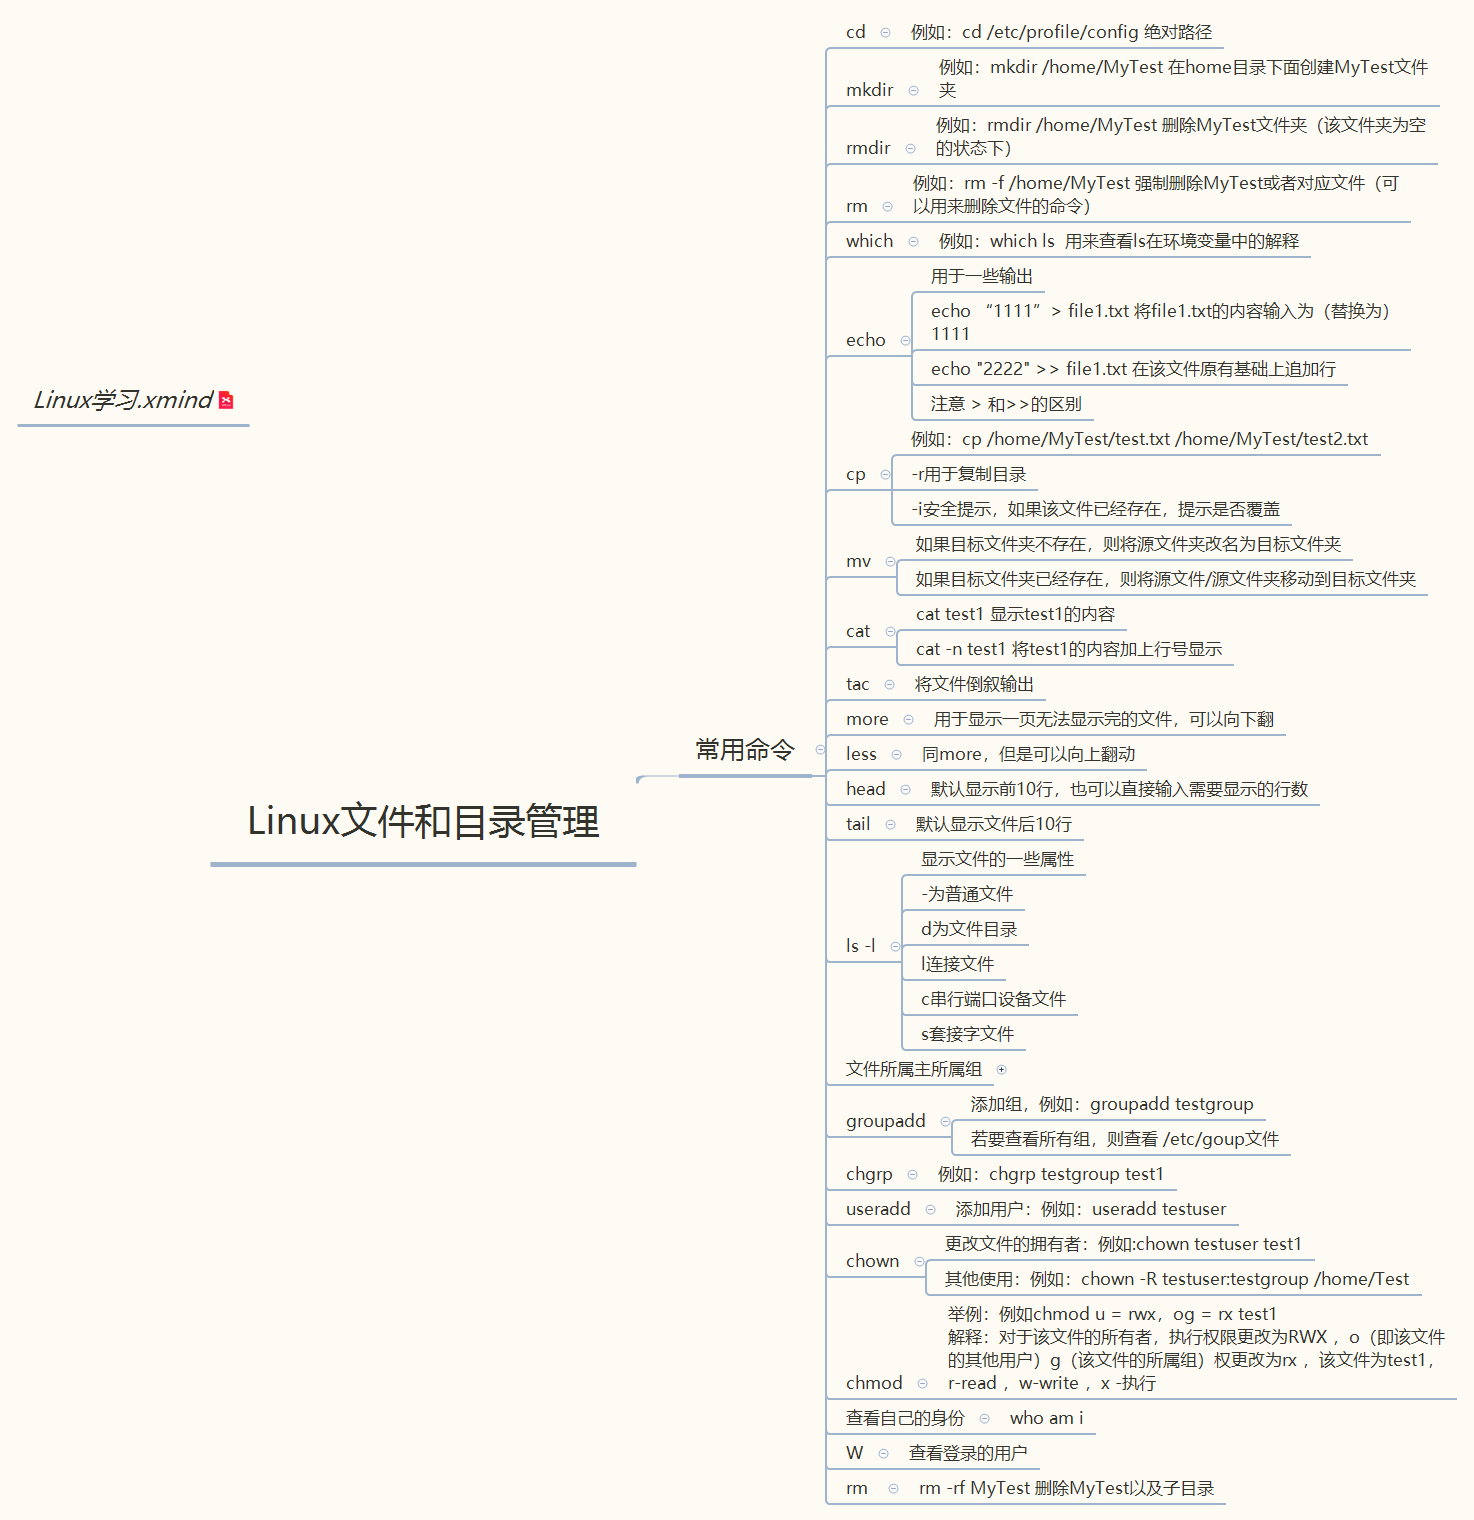 Linux学习.xmind
Linux文件和目录管理
常用命令
cd
例如：cd /etc/profile/config 绝对路径
mkdir
例如：mkdir /home/MyTest 在home目录下面创建MyTest文件
夹
rmdir
例如：rmdir /home/MyTest 删除MyTest文件夹（该文件夹为空
的状态下）
rm
例如：rm -f /home/MyTest 强制删除MyTest或者对应文件（可
以用来删除文件的命令）
which
例如：which ls  用来查看ls在环境变量中的解释
echo
用于一些输出
echo “1111” > file1.txt 将file1.txt的内容输入为（替换为）
1111
echo "2222" >> file1.txt 在该文件原有基础上追加行
注意 > 和>>的区别
cp
例如：cp /home/MyTest/test.txt /home/MyTest/test2.txt
-r用于复制目录
-i安全提示，如果该文件已经存在，提示是否覆盖
mv
如果目标文件夹不存在，则将源文件夹改名为目标文件夹
如果目标文件夹已经存在，则将源文件/源文件夹移动到目标文件夹
cat
cat test1 显示test1的内容
cat -n test1 将test1的内容加上行号显示
tac
将文件倒叙输出
more
用于显示一页无法显示完的文件，可以向下翻
less
同more，但是可以向上翻动
head
默认显示前10行，也可以直接输入需要显示的行数
tail
默认显示文件后10行
ls -l
显示文件的一些属性
-为普通文件
d为文件目录
l连接文件
c串行端口设备文件
s套接字文件
文件所属主所属组
groupadd
添加组，例如：groupadd testgroup
若要查看所有组，则查看 /etc/goup文件
chgrp
例如：chgrp testgroup test1
useradd
添加用户：例如：useradd testuser
chown
更改文件的拥有者：例如:chown testuser test1
其他使用：例如：chown -R testuser:testgroup /home/Test
chmod
举例：例如chmod u = rwx，og = rx test1
解释：对于该文件的所有者，执行权限更改为RWX ，o（即该文件
的其他用户）g（该文件的所属组）权更改为rx ，该文件为test1，
r-read ，w-write ，x -执行
查看自己的身份
who am i
W
查看登录的用户
rm
rm -rf MyTest 删除MyTest以及子目录